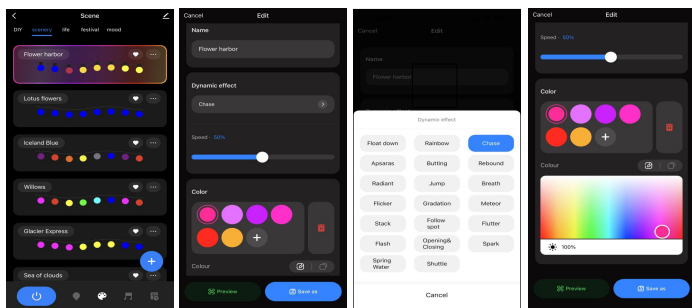 Scene
DIY scenery life festival mood
Flower harbor
Lotus flowers
Iceland Blue
Willows
Glacier Express
Sea of clouds
Cancel Edit
Name
Flower harbor
Dynamic effect
Chase
Speed - 50%
Color
Colour
Preview Save as
Cancel Edit
Name
Flower harbor
Dynamic effect
Float down Rainbow Chase
Apsaras Butting Rebound
Radiant Jump Breath
Flicker Gradation Meteor
Stack Follow spot Flutter
Flash Opening& Closing Spark
Spring Water Shuttle
Cancel
Cancel Edit
Speed - 50%
Color
Colour
100%
Preview Save as